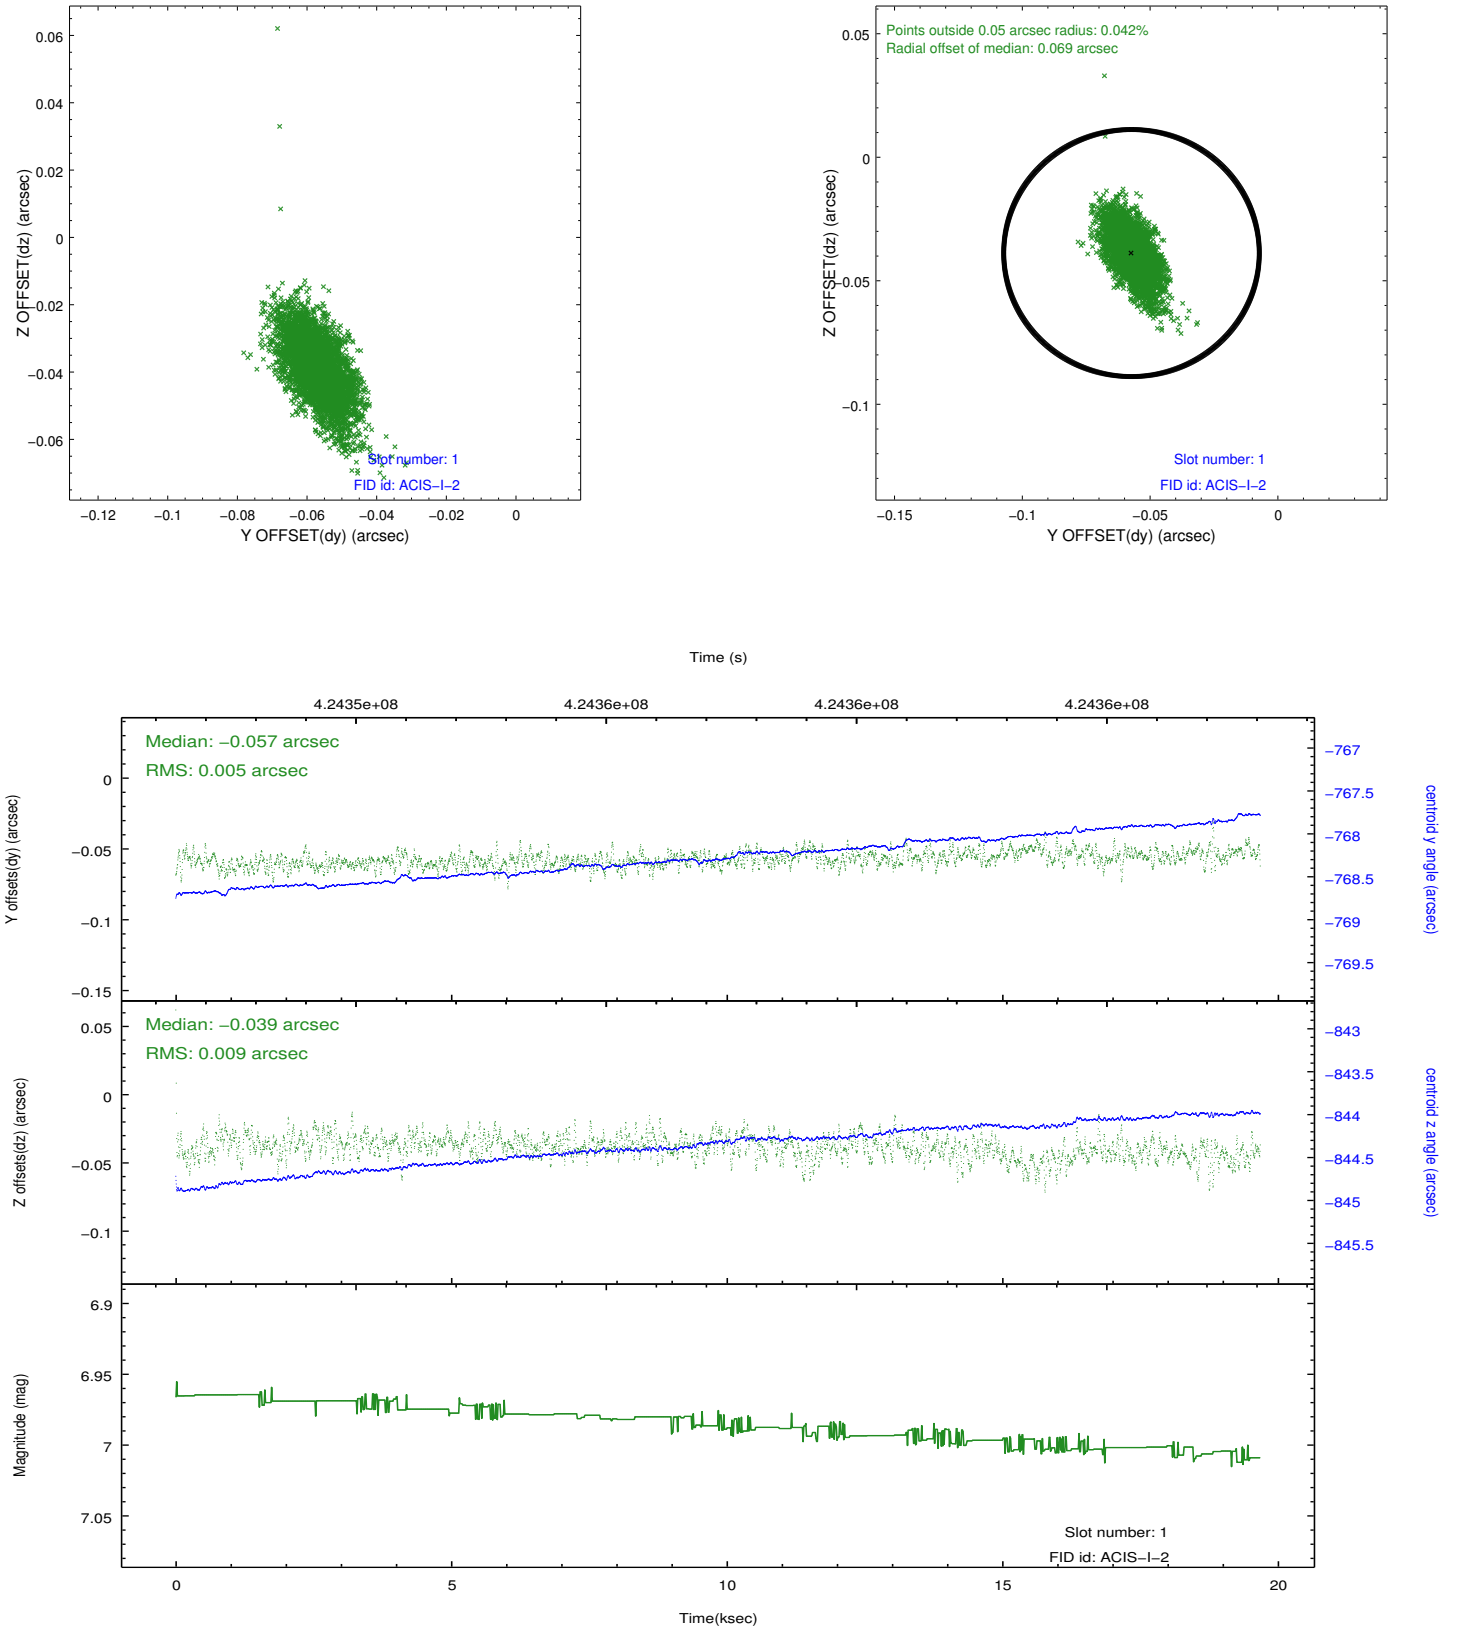 0.06
0.04
0.02
0
−0.02
−0.04
−0.06
Z OFFSET(dz) (arcsec)
Slot number: 1
FID id: ACIS−I−2
−0.12 −0.1 −0.08 −0.06 −0.04 −0.02 0
Y OFFSET(dy) (arcsec)
Points outside 0.05 arcsec radius: 0.042%
Radial offset of median: 0.069 arcsec
0.05
0
−0.05
−0.1
Z OFFSET(dz) (arcsec)
Slot number: 1
FID id: ACIS−I−2
−0.15 −0.1 −0.05 0
Y OFFSET(dy) (arcsec)
Time (s)
4.2435e+08 4.2436e+08 4.2436e+08 4.2436e+08
Median: −0.057 arcsec
RMS: 0.005 arcsec
0
−0.05
−0.1
−0.15
Y offsets(dy) (arcsec)
−767
−767.5
−768
−768.5
−769
−769.5
centroid y angle (arcsec)
Median: −0.039 arcsec
RMS: 0.009 arcsec
0.05
0
−0.05
−0.1
Z offsets(dz) (arcsec)
−843
−843.5
−844
−844.5
−845
−845.5
centroid z angle (arcsec)
6.9
6.95
7
7.05
Magnitude (mag)
Slot number: 1
FID id: ACIS−I−2
0 5 10 15 20
Time(ksec)